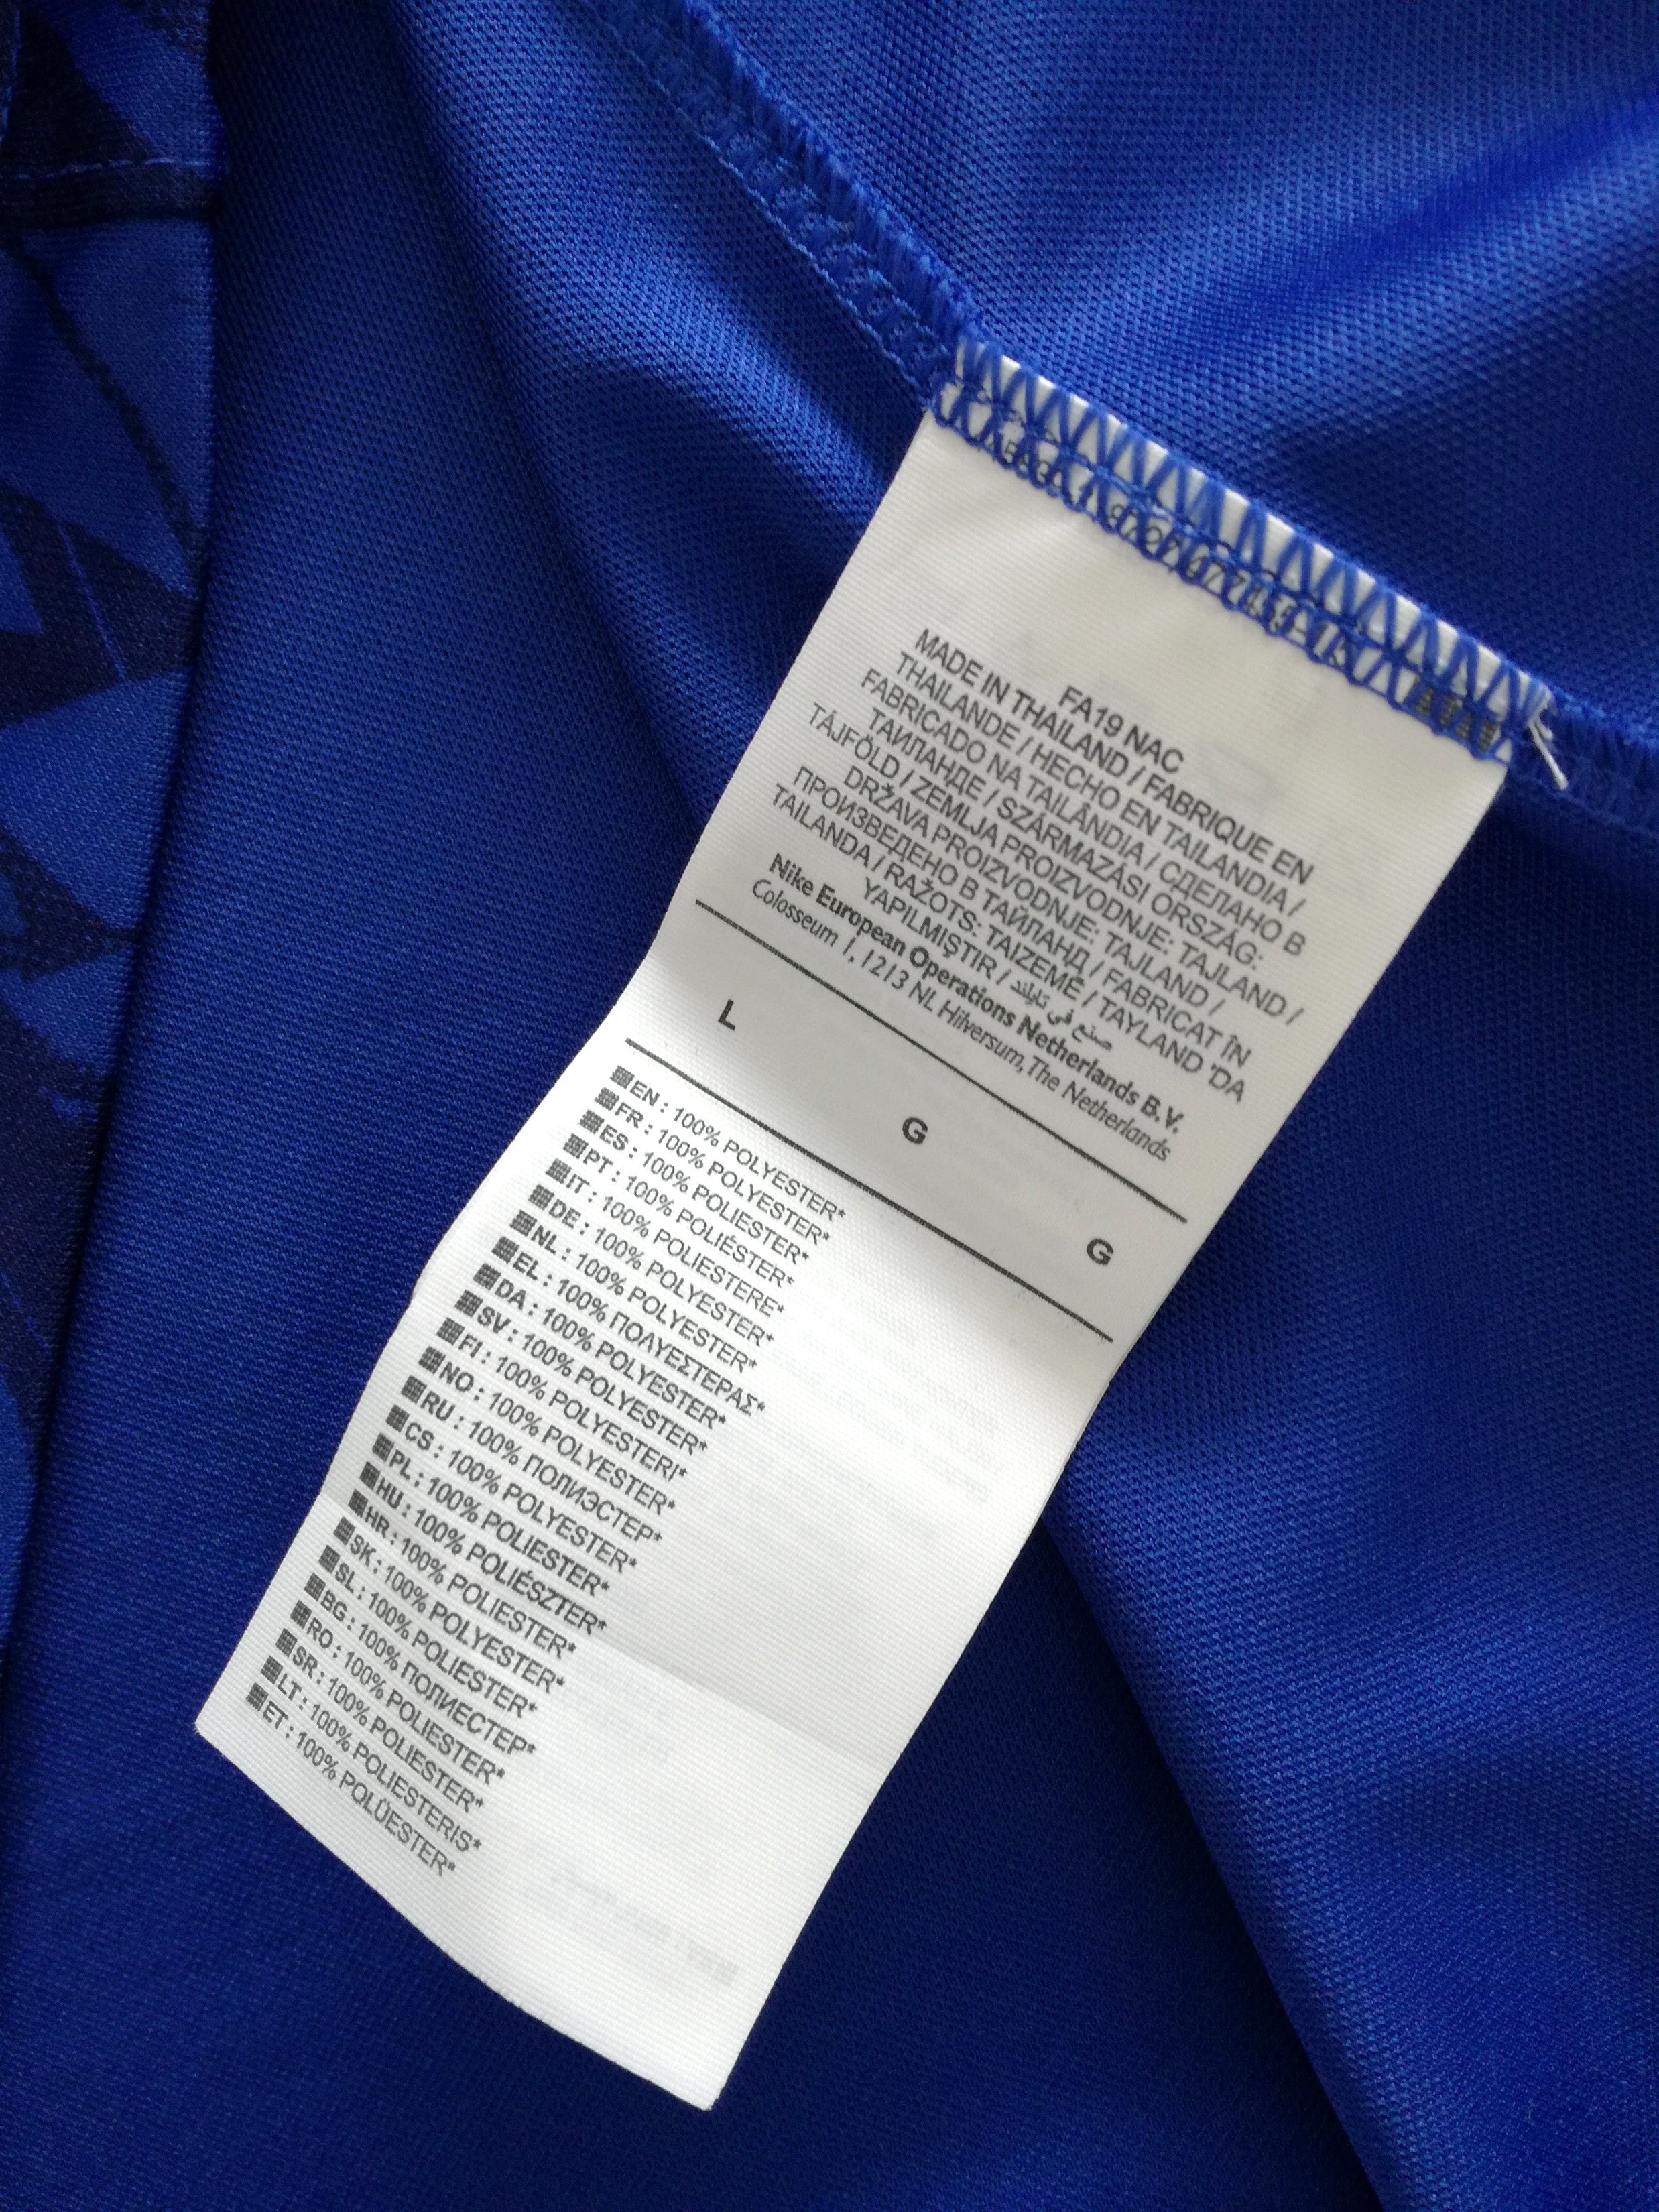 FA19 NAC
MADE IN THAILAND / FABRIQUE EN
THAILANDE / HECHO EN TAILANDIA /
FABRICADO NA TAILÂNDIA / СДЕЛАНО В
ТАИЛАНДЕ / SZÁRMAZÁSI ORSZÁG:
TÁJFÖLD / ZEMLJA PROIZVODNJE: TAJLAND /
DRŽAVA PROIZVODNJE: TAJLAND /
ПРОИЗВЕДЕНО В ТАЙЛАНД / FABRICAT ÎN
TAILANDA / RAŽOTS: TAIZEMĒ / TAYLAND 'DA
YAPILMIŞTIR / صنع في تايلند
Nike European Operations Netherlands B.V.
Colosseum 1, 1213 NL Hilversum, The Netherlands
L G G
EN : 100% POLYESTER*
FR : 100% POLYESTER*
ES : 100% POLIÉSTER*
PT : 100% POLIÉSTER*
IT : 100% POLIESTERE*
DE : 100% POLYESTER*
NL : 100% POLYESTER*
EL : 100% ΠΟΛΥΕΣΤΕΡΑΣ*
DA : 100% POLYESTER*
SV : 100% POLYESTER*
FI : 100% POLYESTERI*
NO : 100% POLYESTER*
RU : 100% ПОЛИЭСТЕР*
CS : 100% POLYESTER*
PL : 100% POLIESTER*
HU : 100% POLIÉSZTER*
HR : 100% POLIESTER*
SK : 100% POLYESTER*
SL : 100% POLIESTER*
BG : 100% ПОЛИЕСТЕР*
RO : 100% POLIESTER*
SR : 100% POLIESTER*
LT : 100% POLIESTERIS*
ET : 100% POLÜESTER*